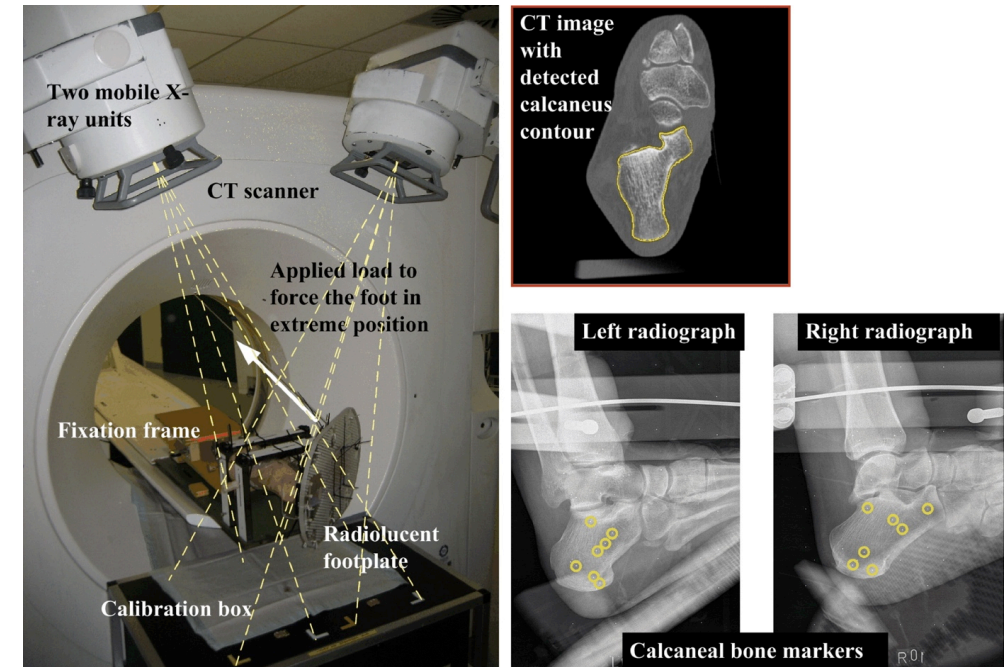 Two mobile X-
ray units
CT scanner
Applied load to
force the foot in
extreme position
Fixation frame
Radiolucent
footplate
Calibration box
CT image
with
detected
calcaneus
contour
Left radiograph
Right radiograph
Calcaneal bone markers
R01